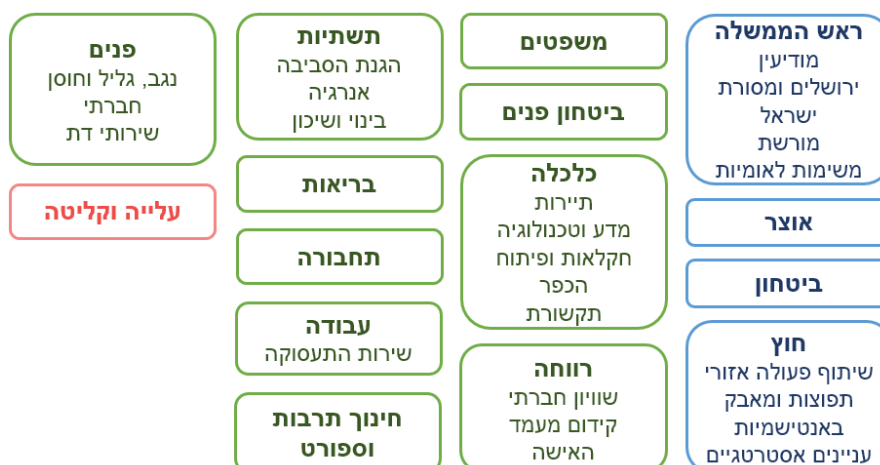 ראש הממשלה
מודיעין
ירושלים ומסורת
ישראל
מורשת
משימות לאומיות
אוצר
ביטחון
חוץ
שיתוף פעולה אזורי
תפוצות ומאבק
באנטישמיות
עניינים אסטרטגיים
משפטים
ביטחון פנים
כלכלה
תיירות
מדע וטכנולוגיה
חקלאות ופיתוח
הכפר
תקשורת
רווחה
שוויון חברתי
קידום מעמד
האישה
תשתיות
הגנת הסביבה
אנרגיה
בינוי ושיכון
בריאות
תחבורה
עבודה
שירות התעסוקה
חינוך תרבות
וספורט
פנים
נגב, גליל וחוסן
חברתי
שירותי דת
עלייה וקליטה